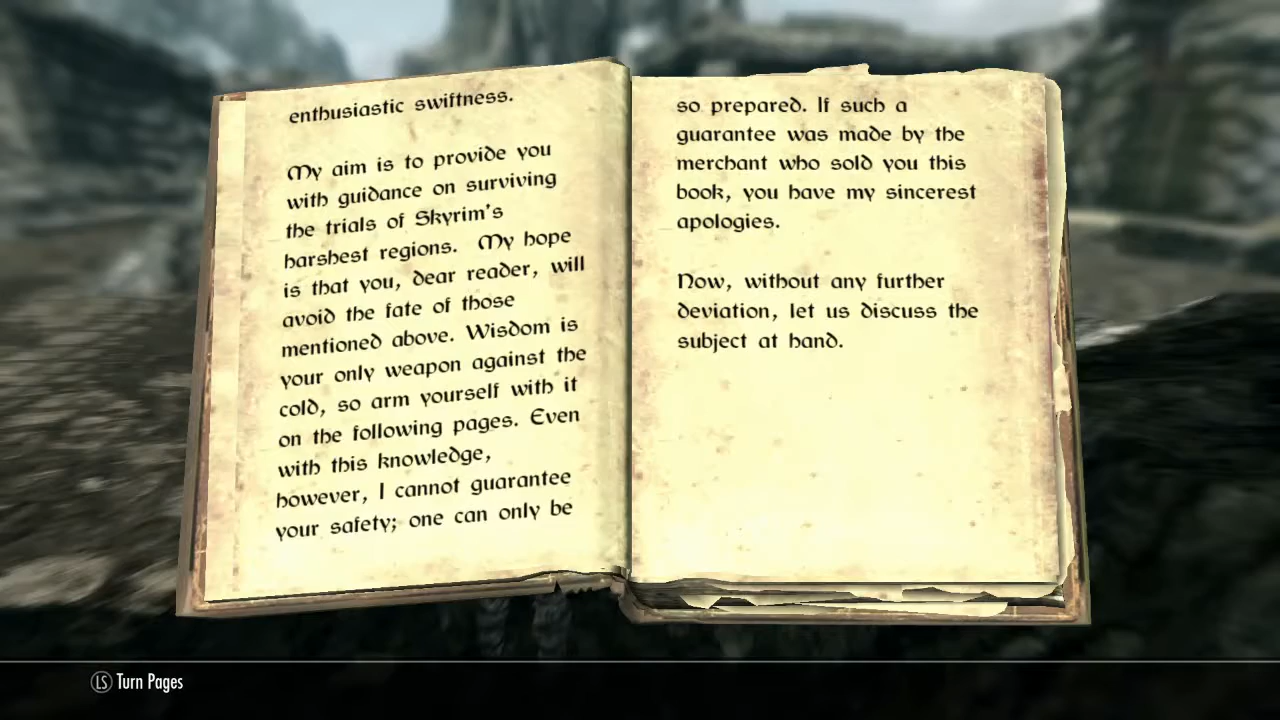 enthusiastic swiftness.
My aim is to provide you
with guidance on surviving
the trials of Skyrim's
harshest regions. My hope
is that you, dear reader, will
avoid the fate of those
mentioned above. Wisdom is
your only weapon against the
cold, so arm yourself with it
on the following pages. Even
with this knowledge,
however, I cannot guarantee
your safety; one can only be
so prepared. If such a
guarantee was made by the
merchant who sold you this
book, you have my sincerest
apologies.
Now, without any further
deviation, let us discuss the
subject at hand.
LS Turn Pages